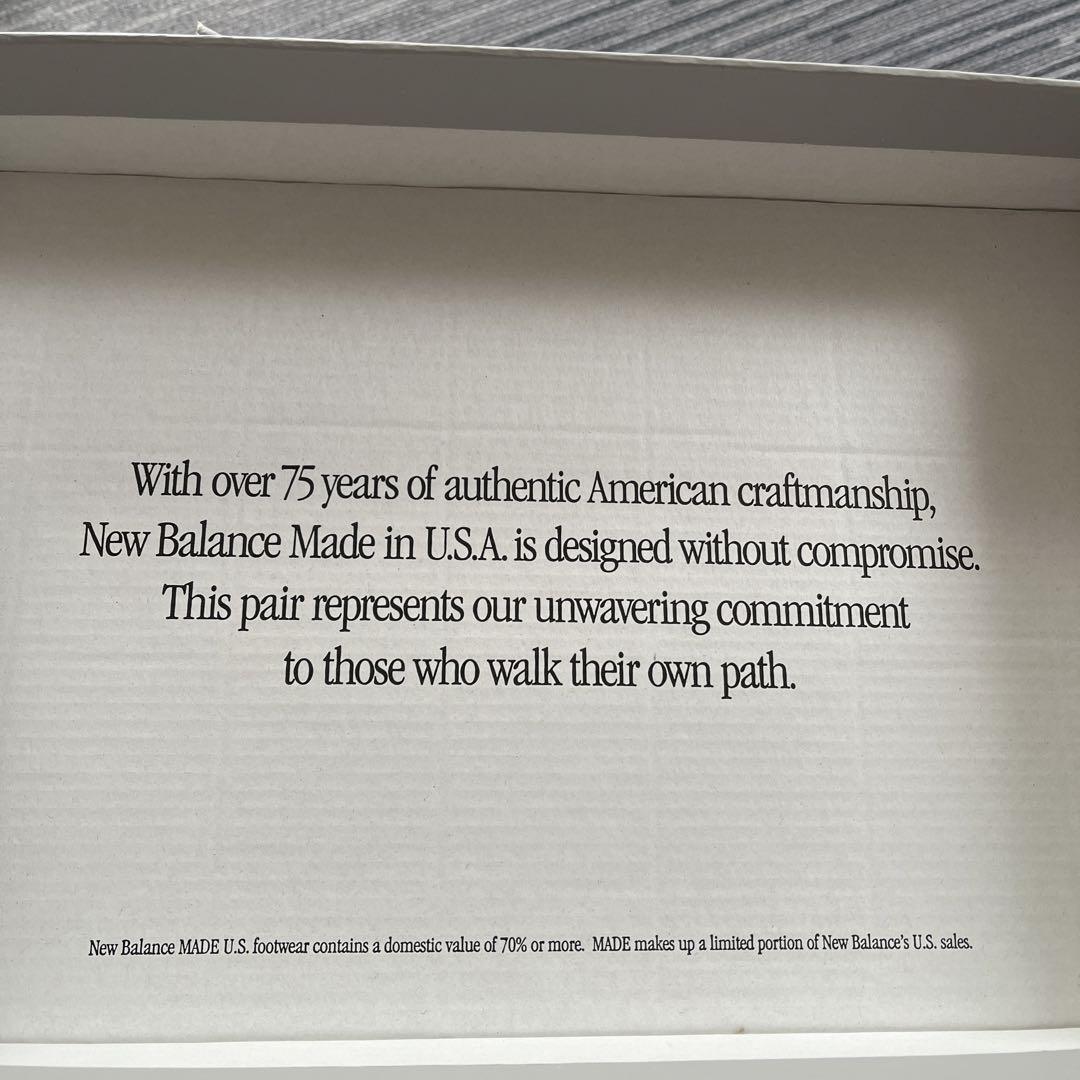 With over 75 years of authentic American craftmanship,
New Balance Made in U.S.A. is designed without compromise.
This pair represents our unwavering commitment
to those who walk their own path.
New Balance MADE U.S. footwear contains a domestic value of 70% or more. MADE makes up a limited portion of New Balance's U.S. sales.